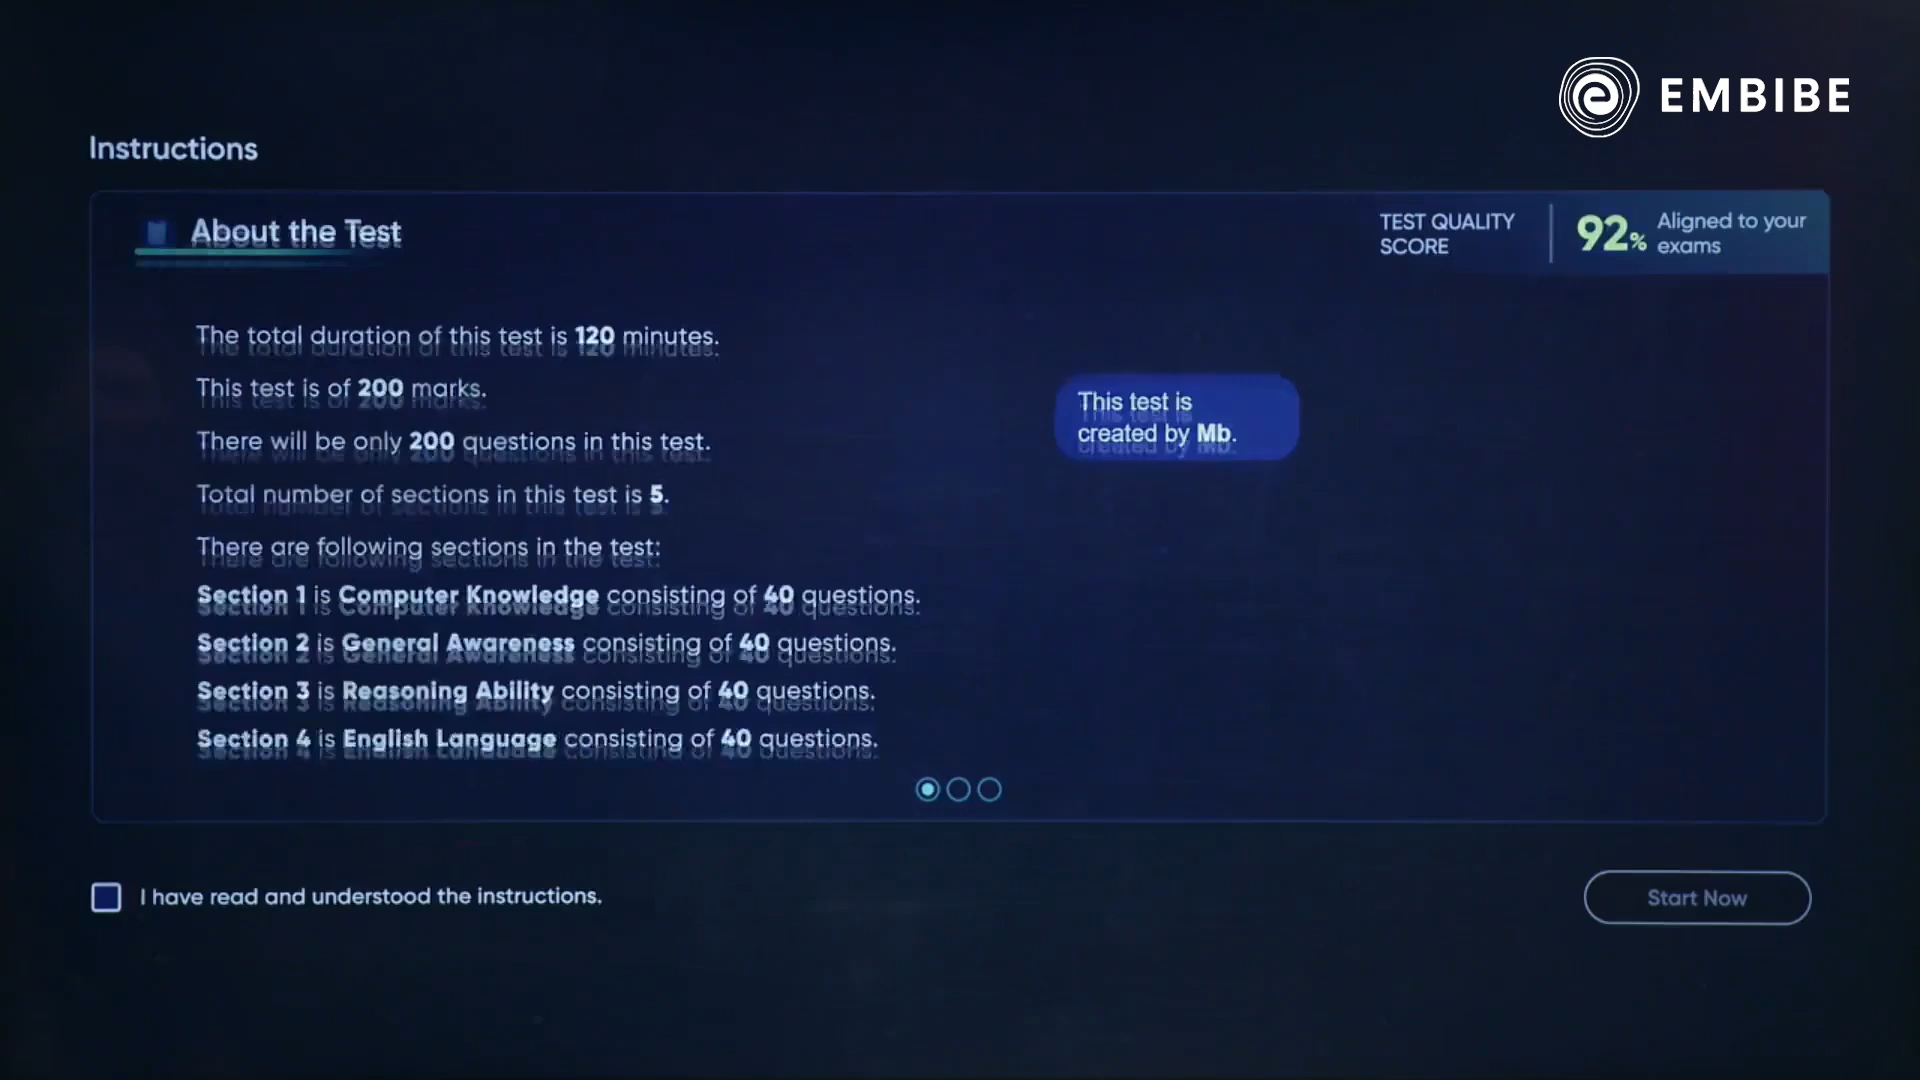 EMBIBE
Instructions
About the Test
TEST QUALITY
SCORE
92%
Aligned to your
exams
The total duration of this test is 120 minutes.
This test is of 200 marks.
There will be only 200 questions in this test.
Total number of sections in this test is 5.
There are following sections in the test:
Section 1 is Computer Knowledge consisting of 40 questions.
Section 2 is General Awareness consisting of 40 questions.
Section 3 is Reasoning Ability consisting of 40 questions.
Section 4 is English Language consisting of 40 questions.
This test is
created by Mb.
I have read and understood the instructions.
Start Now